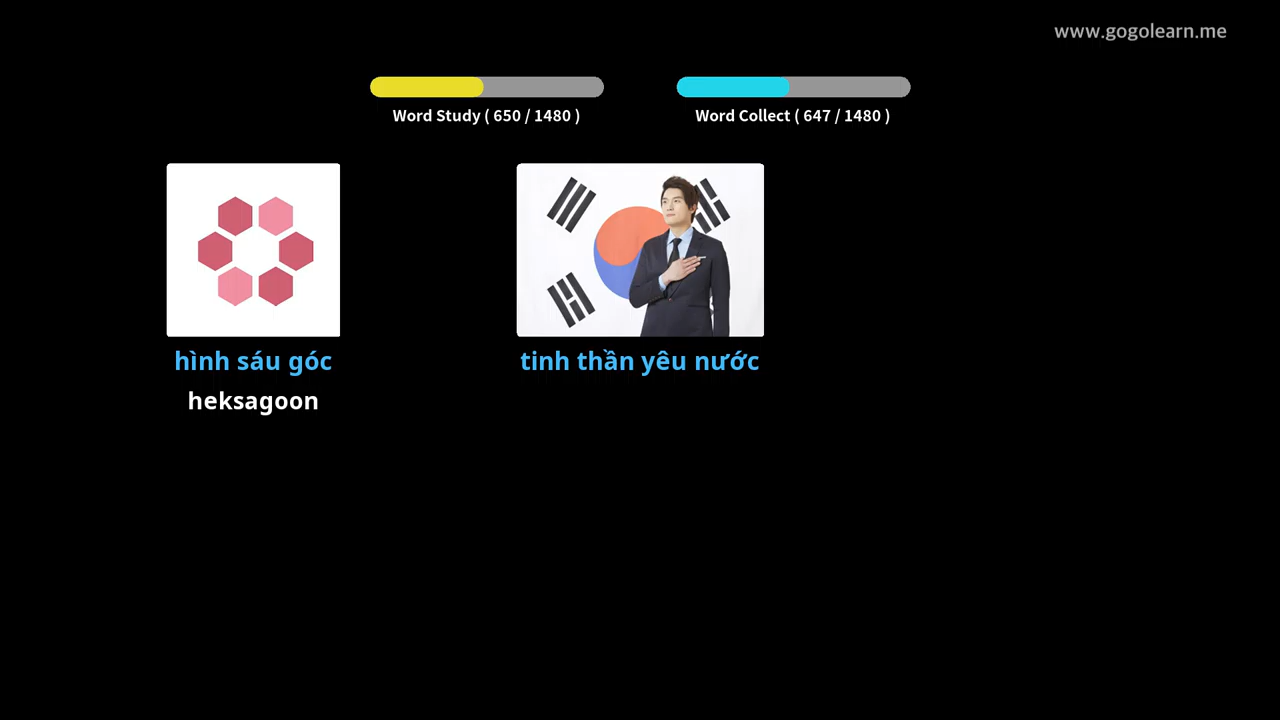 www.gogolearn.me
Word Study ( 650 / 1480 )
Word Collect ( 647 / 1480 )
hình sáu góc
heksagoon
tinh thần yêu nước